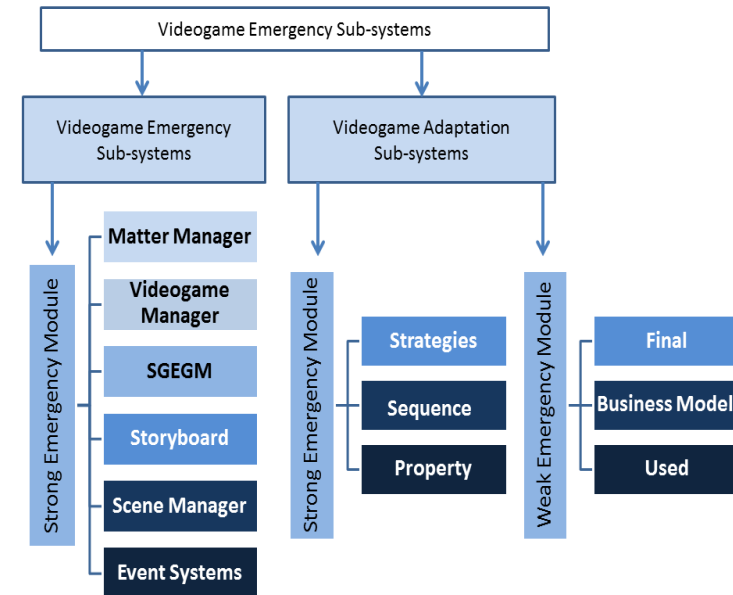 Videogame Emergency Sub-systems
Videogame Emergency
Sub-systems
Videogame Adaptation
Sub-systems
Strong Emergency Module
Matter Manager
Videogame
Manager
SGEGM
Storyboard
Scene Manager
Event Systems
Strong Emergency Module
Strategies
Sequence
Property
Weak Emergency Module
Final
Business Model
Used